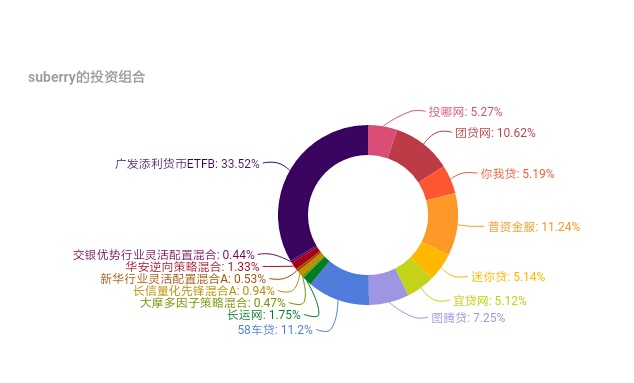 suberry的投资组合
投哪网: 5.27%
团贷网: 10.62%
你我贷: 5.19%
普资金服: 11.24%
迷你贷: 5.14%
宜贷网: 5.12%
图腾贷: 7.25%
58车贷: 11.2%
长运网: 1.75%
大摩多因子策略混合: 0.47%
长信量化先锋混合A: 0.94%
新华行业灵活配置混合A: 0.53%
华安逆向策略混合: 1.33%
交银优势行业灵活配置混合: 0.44%
广发添利货币ETFB: 33.52%